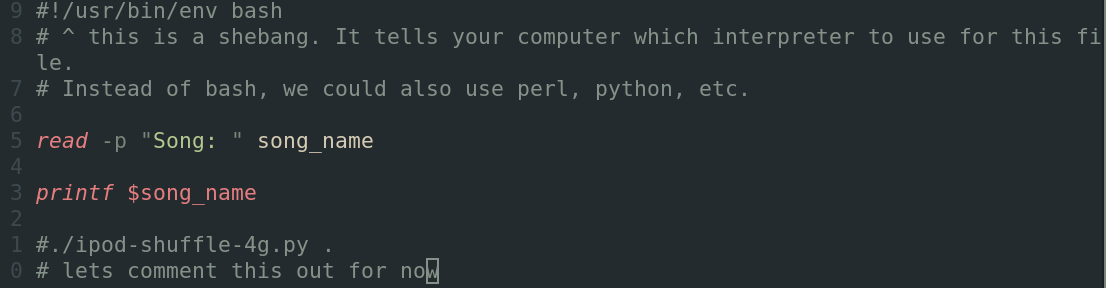 9 #!/usr/bin/env bash
8 # ^ this is a shebang. It tells your computer which interpreter to use for this fi
le.
7 # Instead of bash, we could also use perl, python, etc.
6
5 read -p "Song: " song_name
4
3 printf $song_name
2
1 #./ipod-shuffle-4g.py .
0 # lets comment this out for now